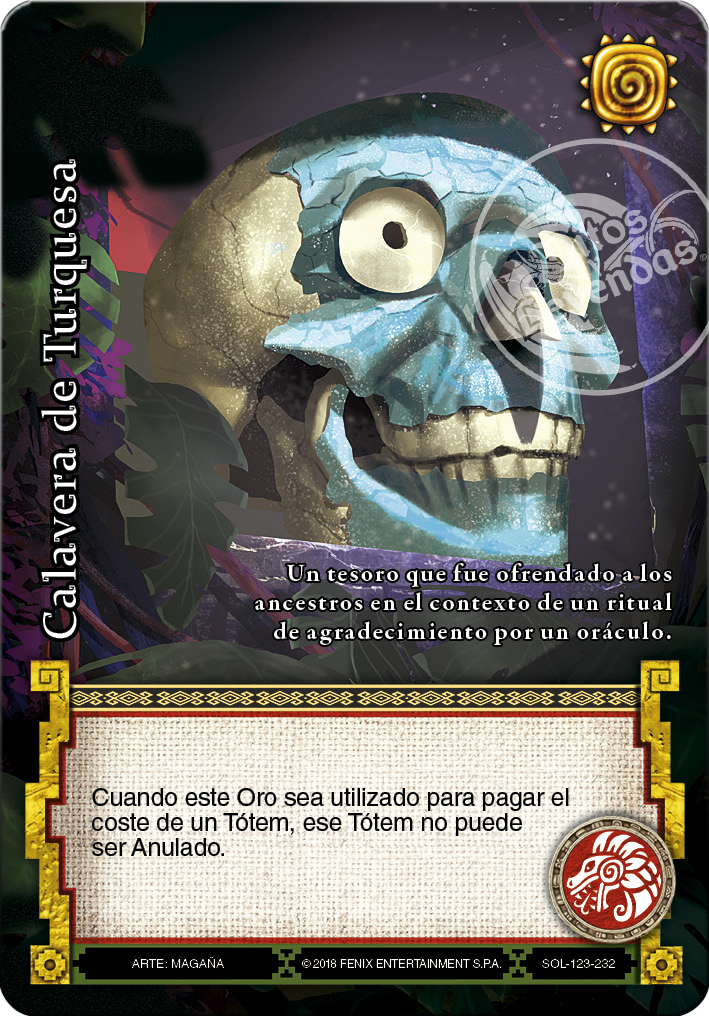 Calavera de Turquesa
Mitos
Leyendas
Un tesoro que fue ofrendado a los
ancestros en el contexto de un ritual
de agradecimiento por un oráculo.
Cuando este Oro sea utilizado para pagar el
coste de un Tótem, ese Tótem no puede
ser Anulado.
ARTE: MAGAÑA
© 2018 FENIX ENTERTAINMENT S.P.A.
SOL-123-232